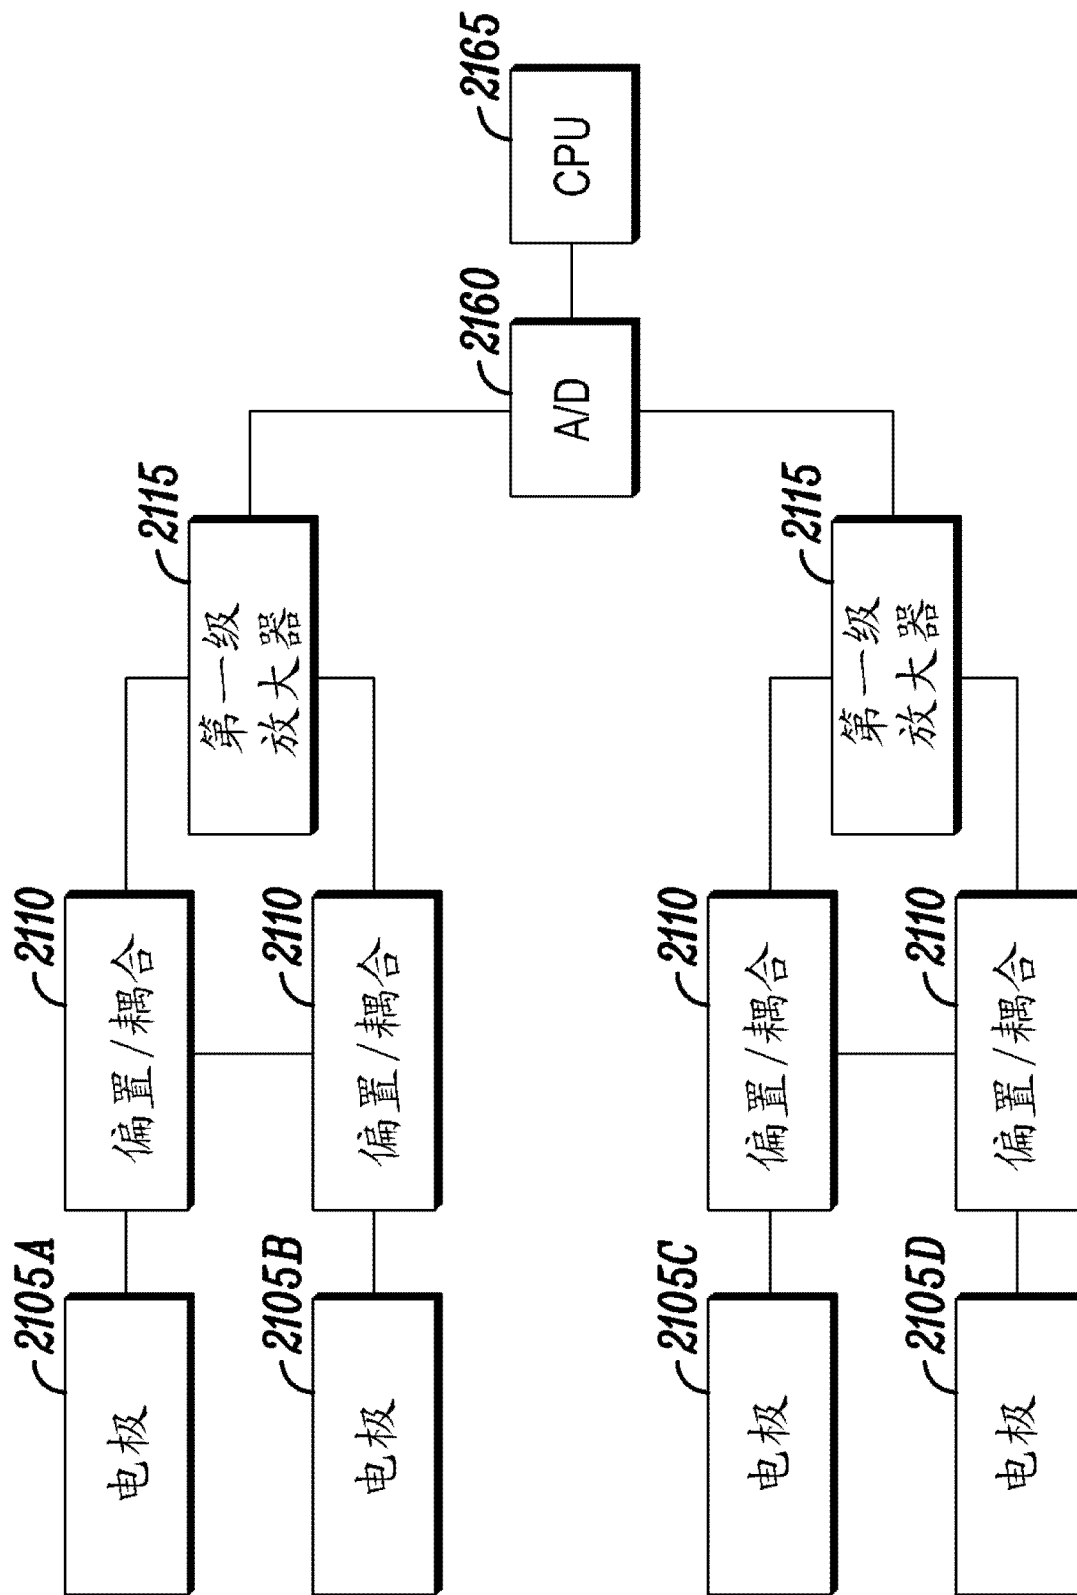 2105A
电极
2110
偏置/耦合
2115
第一级
放大器
2105B
电极
2110
偏置/耦合
2160
A/D
2165
CPU
2105C
电极
2110
偏置/耦合
2115
第一级
放大器
2105D
电极
2110
偏置/耦合